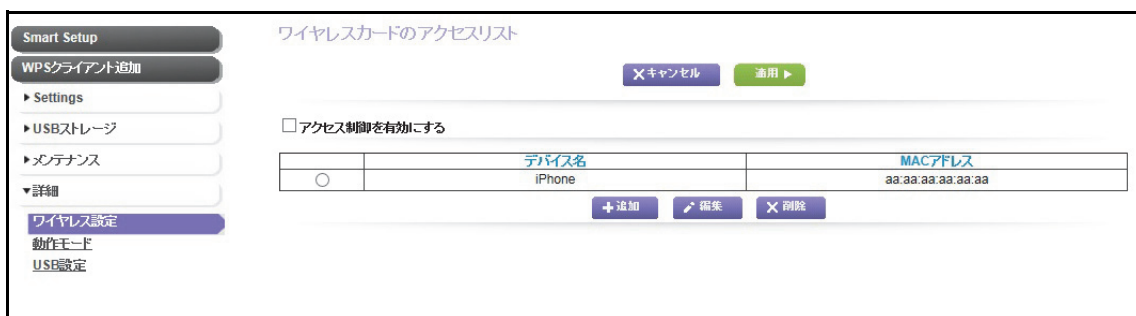 Smart Setup
WPSクライアント追加
Settings
USBストレージ
メンテナンス
詳細
ワイヤレス設定
動作モード
USB設定
ワイヤレスカードのアクセスリスト
キャンセル 適用
アクセス制御を有効にする
デバイス名 MACアドレス
iPhone aa:aa:aa:aa:aa:aa
追加 編集 削除